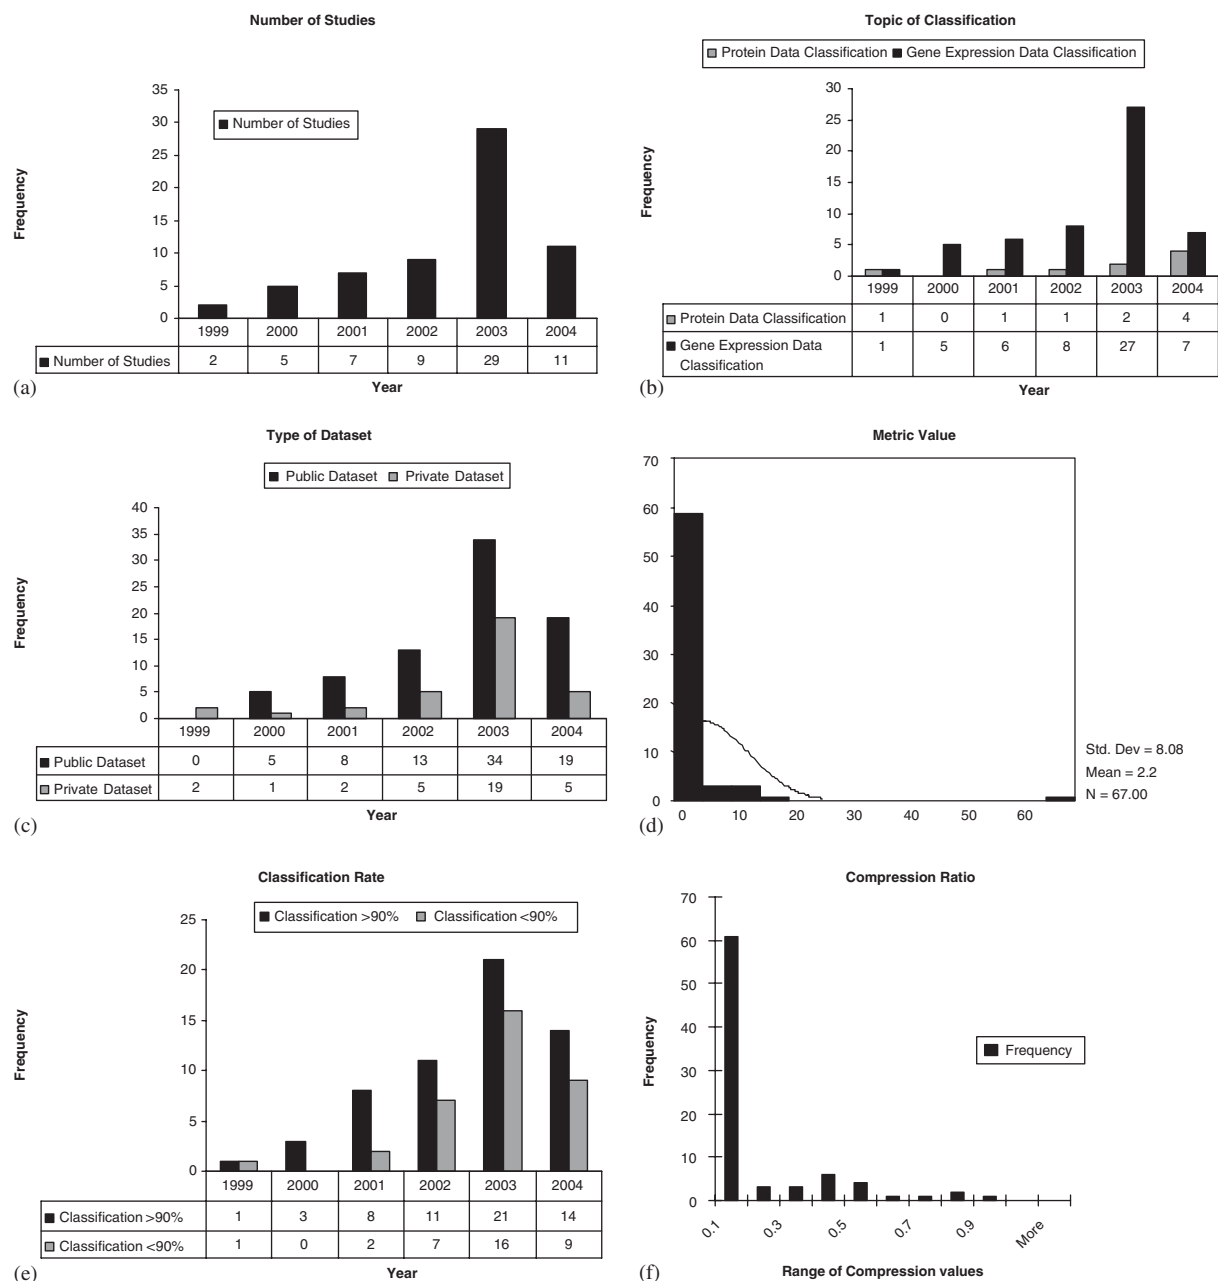 Number of Studies
Frequency
35
30
25
20
15
10
5
0
Number of Studies
1999 2000 2001 2002 2003 2004
Number of Studies 2 5 7 9 29 11
Year
(a)
Topic of Classification
Protein Data Classification Gene Expression Data Classification
Frequency
30
25
20
15
10
5
0
1999 2000 2001 2002 2003 2004
Protein Data Classification 1 0 1 1 2 4
Gene Expression Data
Classification 1 5 6 8 27 7
Year
(b)
Type of Dataset
Public Dataset Private Dataset
Frequency
40
35
30
25
20
15
10
5
0
1999 2000 2001 2002 2003 2004
Public Dataset 0 5 8 13 34 19
Private Dataset 2 1 2 5 19 5
Year
(c)
Metric Value
70
60
50
40
30
20
10
0
0 10 20 30 40 50 60
Std. Dev = 8.08
Mean = 2.2
N = 67.00
(d)
Classification Rate
Classification >90% Classification <90%
Frequency
25
20
15
10
5
0
1999 2000 2001 2002 2003 2004
Classification >90% 1 3 8 11 21 14
Classification <90% 1 0 2 7 16 9
Year
(e)
Compression Ratio
Frequency
70
60
50
40
30
20
10
0
Frequency
0.1 0.3 0.5 0.7 0.9 More
Range of Compression values
(f)